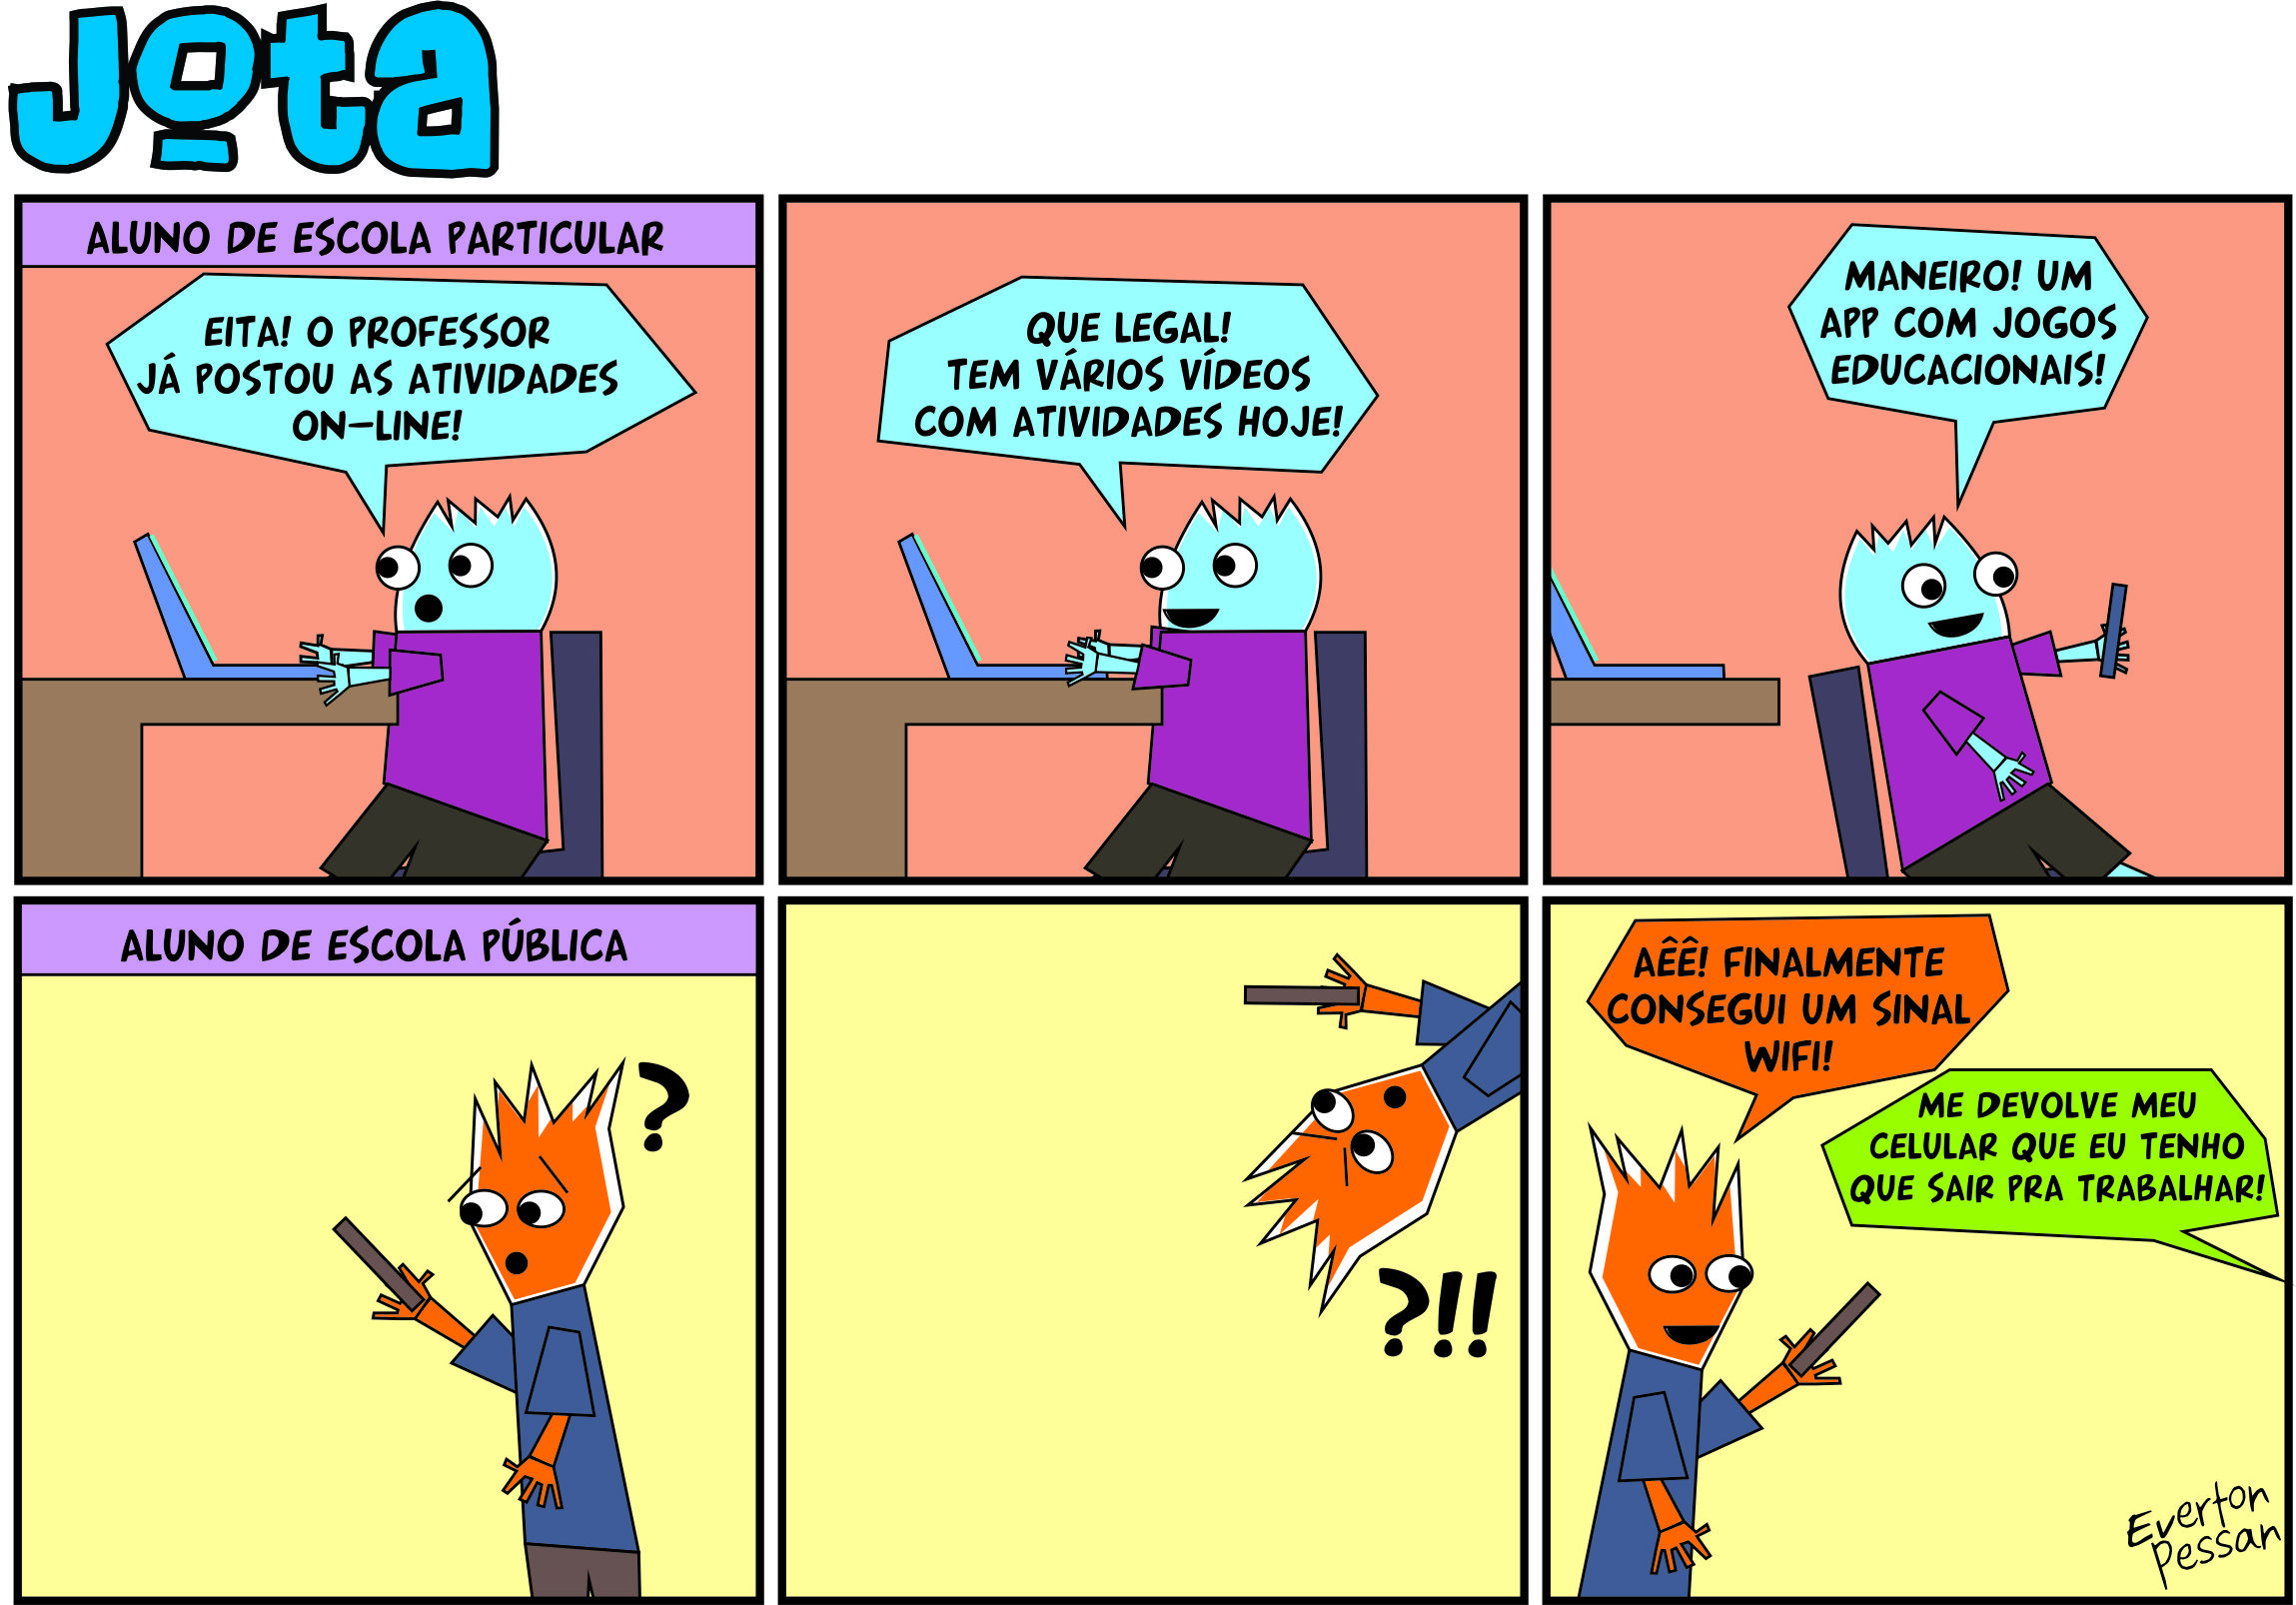 Jota
ALUNO DE ESCOLA PARTICULAR
EITA! O PROFESSOR
JÁ POSTOU AS ATIVIDADES
ON-LINE!
QUE LEGAL!
TEM VÁRIOS VÍDEOS
COM ATIVIDADES HOJE!
MANEIRO! UM
APP COM JOGOS
EDUCACIONAIS!
ALUNO DE ESCOLA PÚBLICA
?
?!!
AÊÊ! FINALMENTE
CONSEGUI UM SINAL
WIFI!
ME DEVOLVE MEU
CELULAR QUE EU TENHO
QUE SAIR PRA TRABALHAR!
Everton
pessan